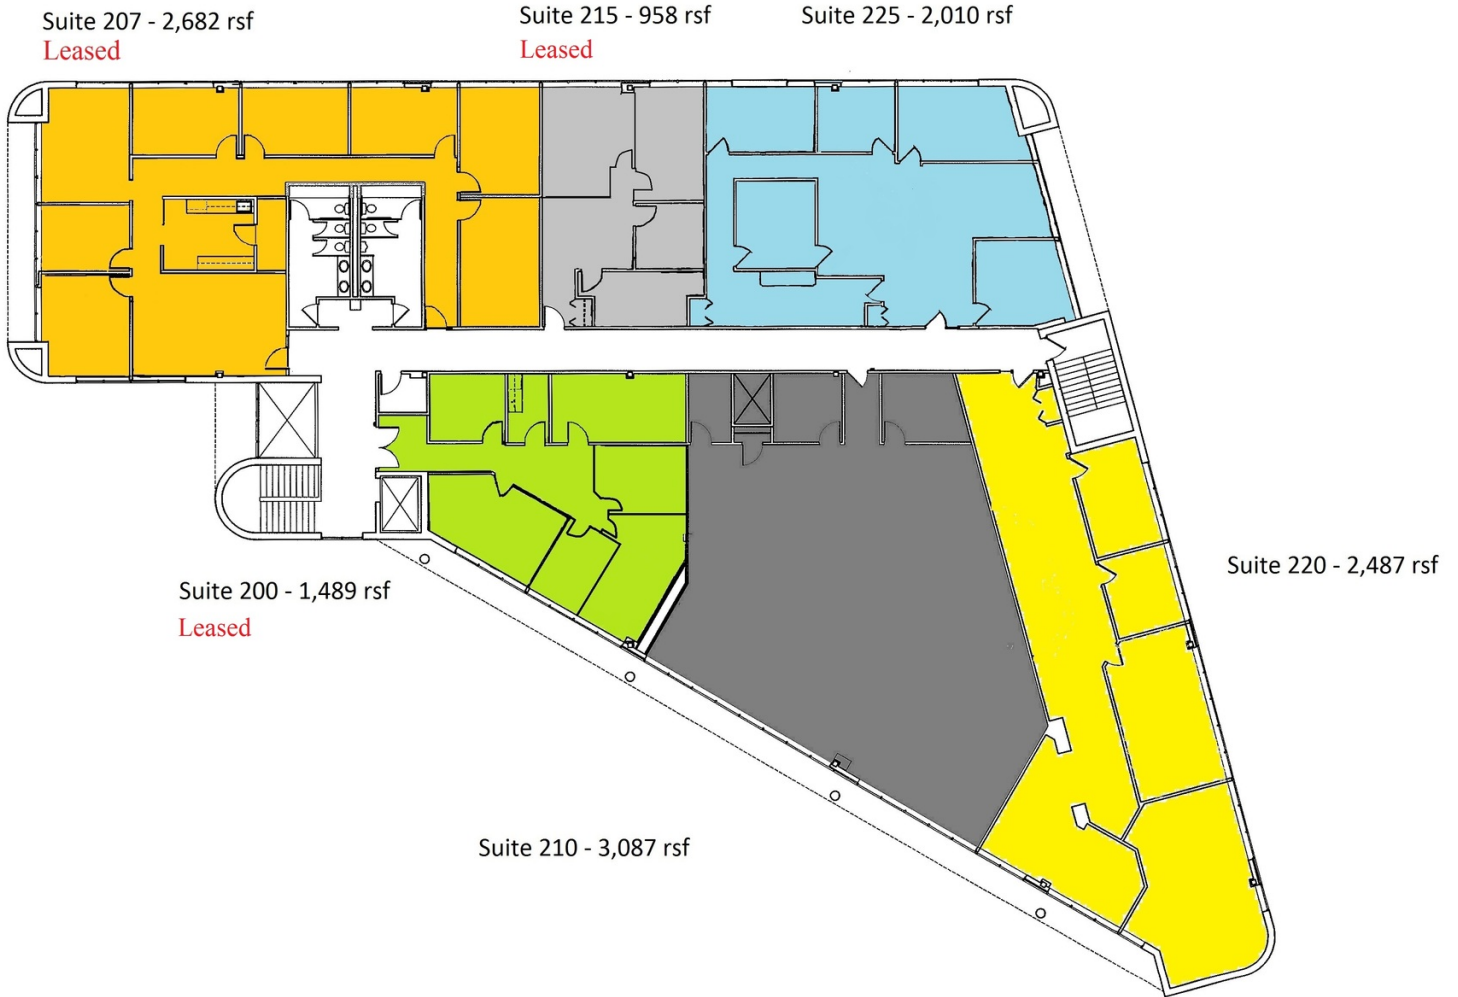 Suite 207 - 2,682 rsf
Leased
Suite 215 - 958 rsf
Leased
Suite 225 - 2,010 rsf
Suite 220 - 2,487 rsf
Suite 200 - 1,489 rsf
Leased
Suite 210 - 3,087 rsf